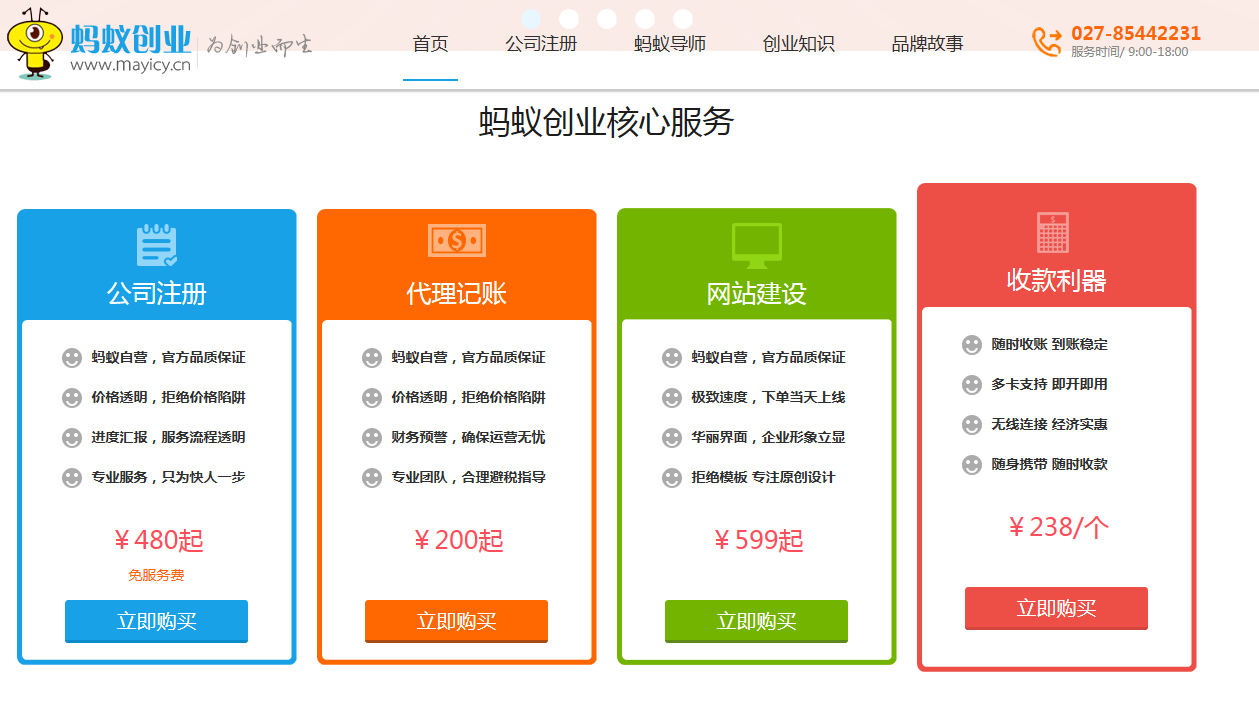 蚂蚁创业
www.mayicy.cn
为创业而生
首页
公司注册
蚂蚁导师
创业知识
品牌故事
027-85442231
服务时间/ 9:00-18:00
蚂蚁创业核心服务
公司注册
蚂蚁自营，官方品质保证
价格透明，拒绝价格陷阱
进度汇报，服务流程透明
专业服务，只为快人一步
￥480起
免服务费
立即购买
代理记账
蚂蚁自营，官方品质保证
价格透明，拒绝价格陷阱
财务预警，确保运营无忧
专业团队，合理避税指导
￥200起
立即购买
网站建设
蚂蚁自营，官方品质保证
极致速度，下单当天上线
华丽界面，企业形象立显
拒绝模板 专注原创设计
￥599起
立即购买
收款利器
随时收账 到账稳定
多卡支持 即开即用
无线连接 经济实惠
随身携带 随时收款
￥238/个
立即购买